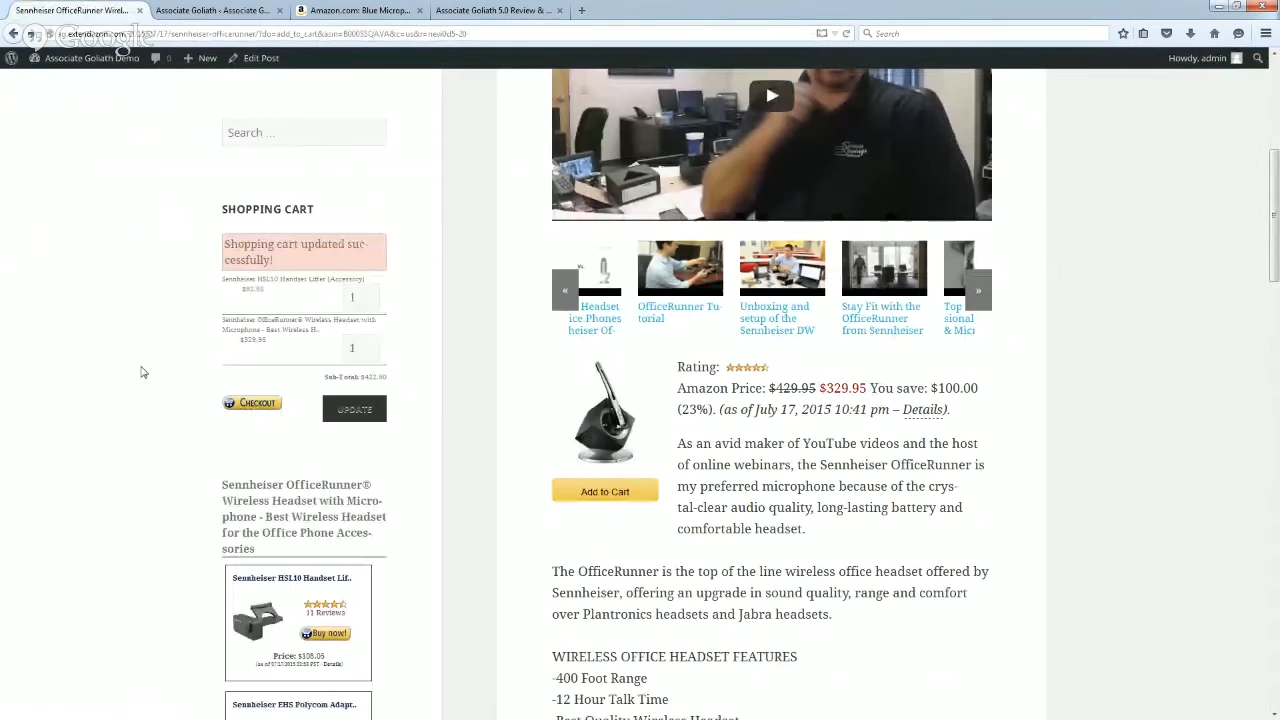 Sennheiser OfficeRunner Wirel...
Associate Goliath ‹ Associate G...
Amazon.com: Blue Microp...
Associate Goliath 5.0 Review & ...
Search
Associate Goliath Demo
0
New
Edit Post
Howdy, admin
Google
Search ...
SHOPPING CART
Shopping cart updated suc-
cessfully!
Sennheiser HSL10 Handset Lifter (Accessory)
1
Sennheiser OfficeRunner® Wireless Headset with
Microphone - Best Wireless H..
$329.95
1
Sub-Total: $422.90
CHECKOUT
UPDATE
Sennheiser OfficeRunner®
Wireless Headset with Micro-
phone - Best Wireless Headset
for the Office Phone Acces-
sories
Sennheiser HSL10 Handset Lif..
11 Reviews
Buy now!
Price: $108.05
Sennheiser EHS Polycom Adapt..
«
Headset
ice Phones
heiser Of-
OfficeRunner Tu-
torial
Unboxing and
setup of the
Sennheiser DW
Stay Fit with the
OfficeRunner
from Sennheiser
Top
sional
& Micr
»
Rating:
Amazon Price: $429.95 $329.95 You save: $100.00
(23%). (as of July 17, 2015 10:41 pm – Details).
Add to Cart
As an avid maker of YouTube videos and the host
of online webinars, the Sennheiser OfficeRunner is
my preferred microphone because of the crys-
tal-clear audio quality, long-lasting battery and
comfortable headset.
The OfficeRunner is the top of the line wireless office headset offered by
Sennheiser, offering an upgrade in sound quality, range and comfort
over Plantronics headsets and Jabra headsets.
WIRELESS OFFICE HEADSET FEATURES
-400 Foot Range
-12 Hour Talk Time
-Best Quality Wireless Headset